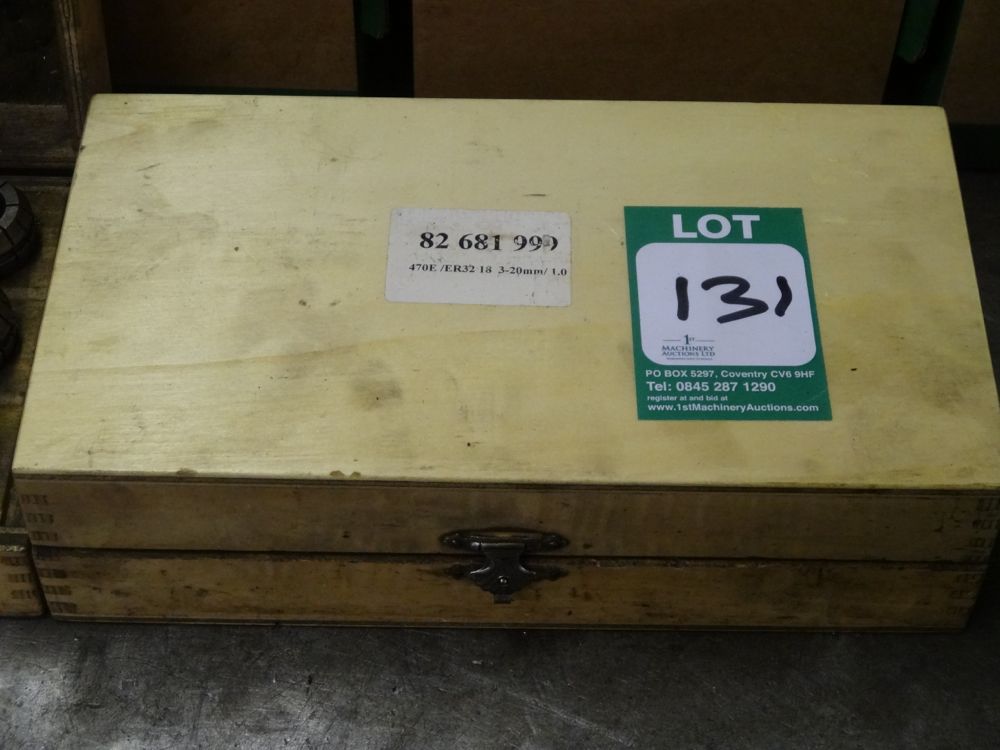 82 681 999
470E /ER32 18 3-20mm/ 1.0
LOT
131
1ST
MACHINERY
AUCTIONS LTD
PO BOX 5297, Coventry CV6 9HF
Tel: 0845 287 1290
register at and bid at
www.1stMachineryAuctions.com